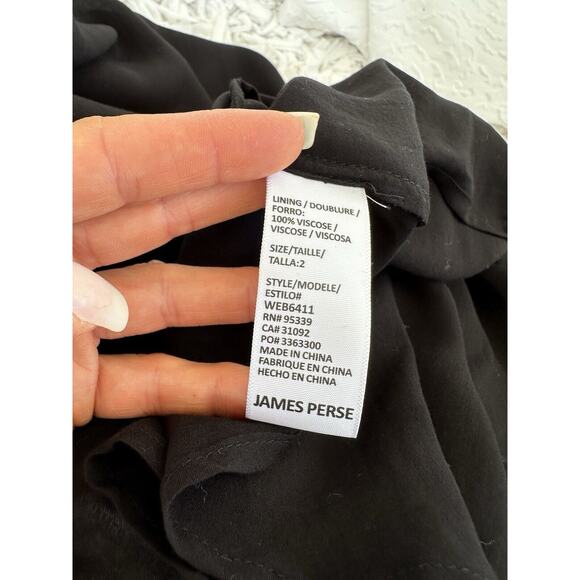 LINING / DOUBLURE /
FORRO:
100% VISCOSE /
VISCOSE / VISCOSA
SIZE/TAILLE/
TALLA:2
STYLE/MODELE/
ESTILO#
WEB6411
RN# 95339
CA# 31092
PO# 3363300
MADE IN CHINA
FABRIQUE EN CHINA
HECHO EN CHINA
JAMES PERSE